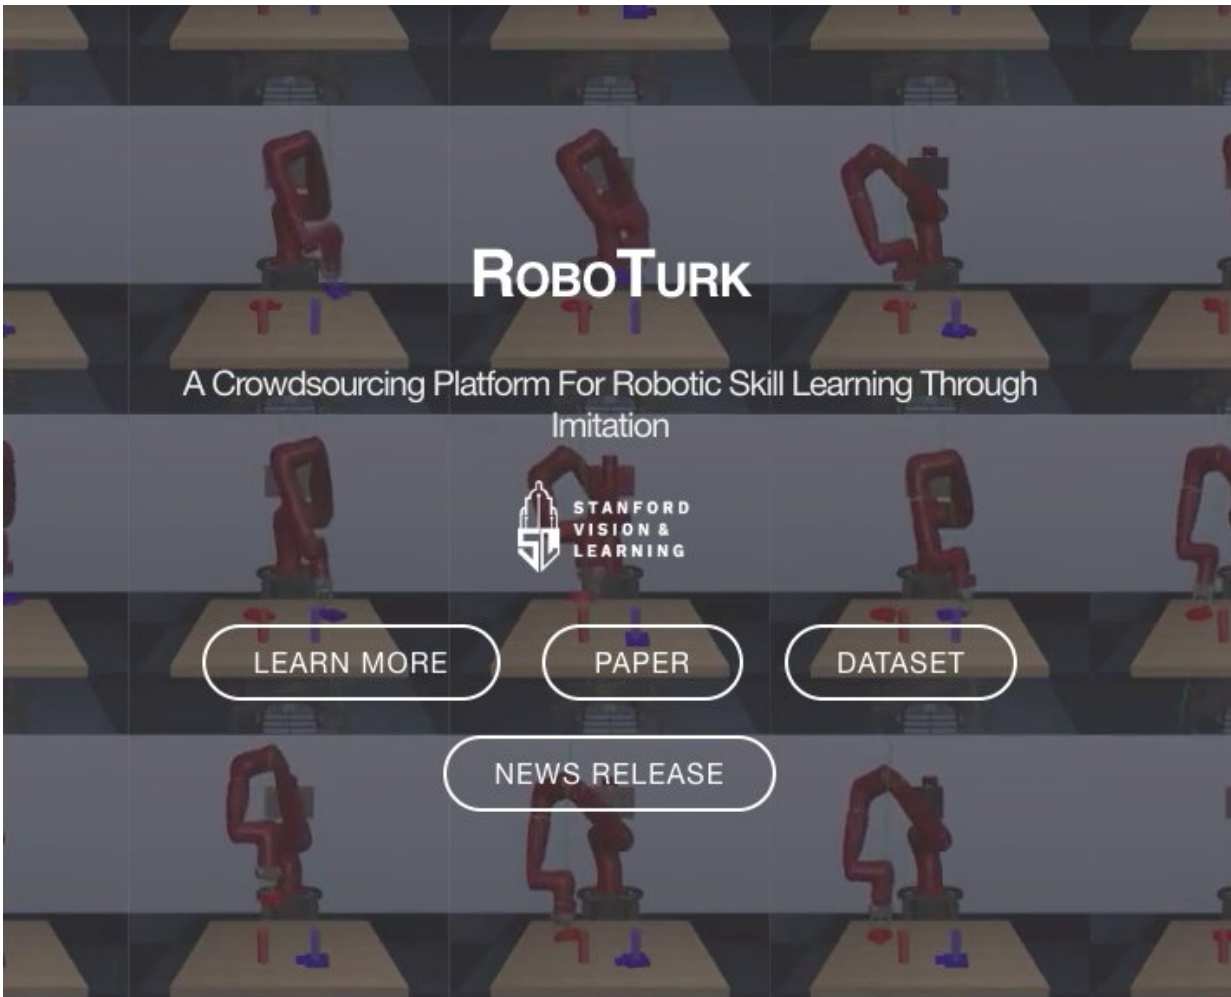 ROBOTURK
A Crowdsourcing Platform For Robotic Skill Learning Through
Imitation
STANFORD
VISION &
LEARNING
LEARN MORE
PAPER
DATASET
NEWS RELEASE